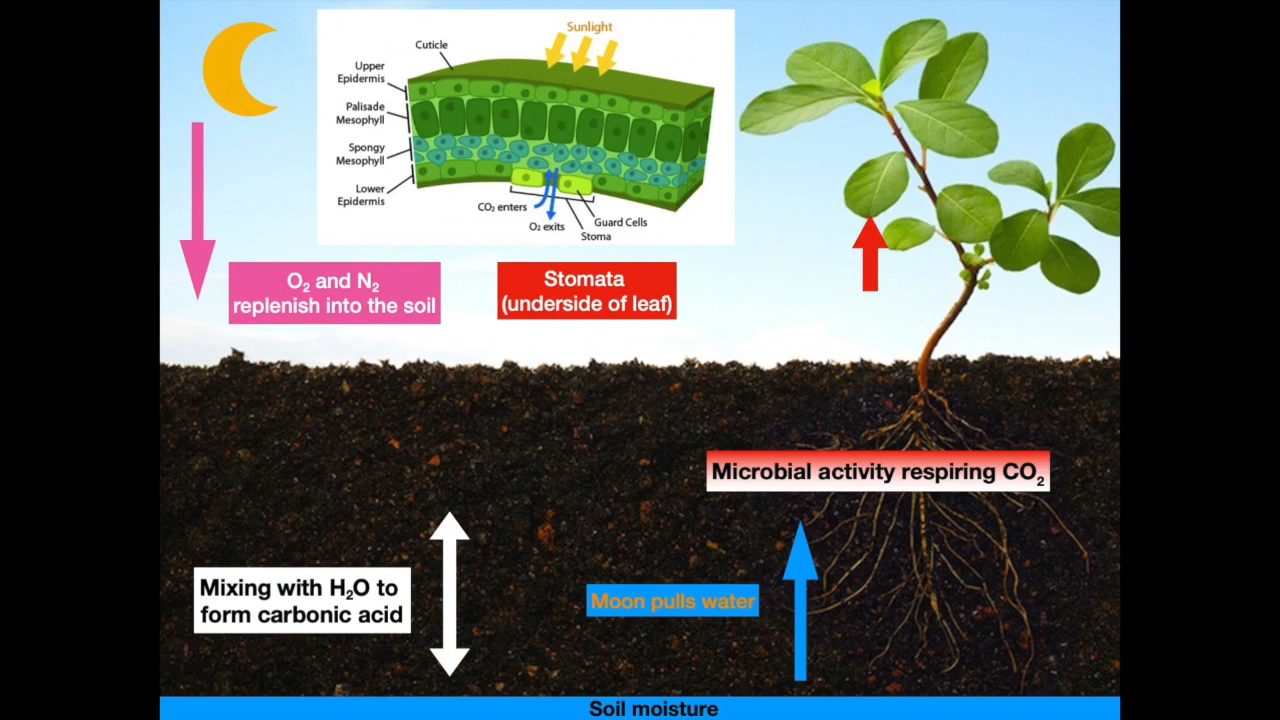 Sunlight
Cuticle
Upper
Epidermis
Palisade
Mesophyll
Spongy
Mesophyll
Lower
Epidermis
CO₂ enters
O₂ exits
Guard Cells
Stoma
O₂ and N₂
replenish into the soil
Stomata
(underside of leaf)
Microbial activity respiring CO₂
Mixing with H₂O to
form carbonic acid
Moon pulls water
Soil moisture